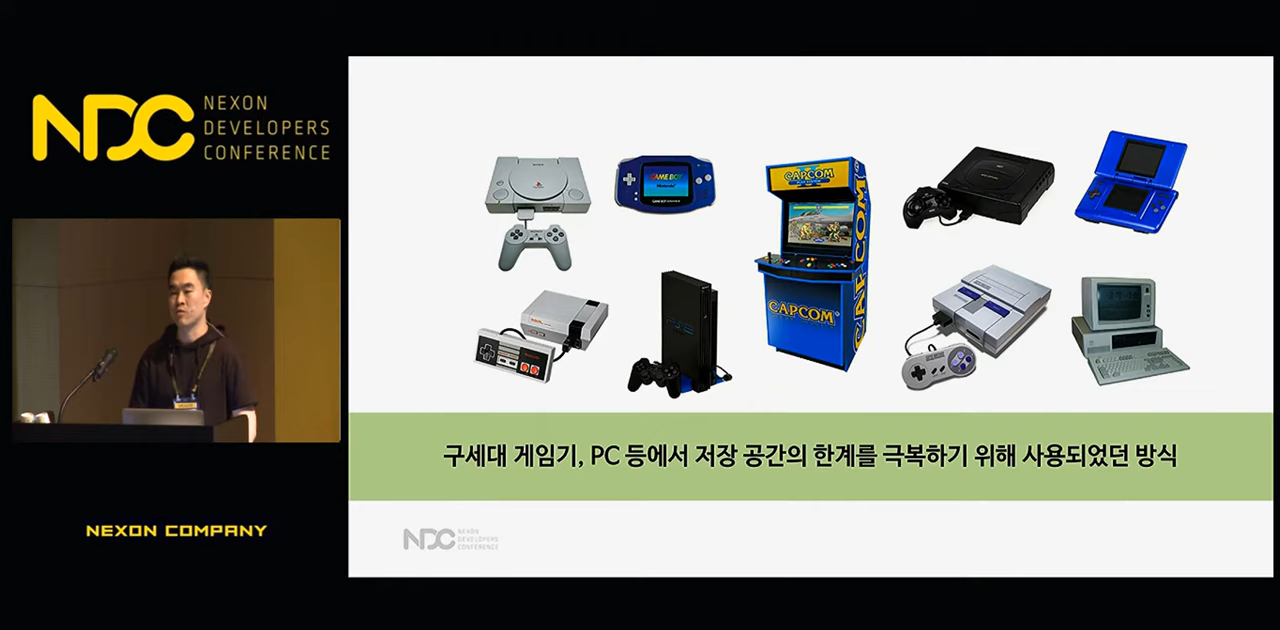 NDC
NEXON
DEVELOPERS
CONFERENCE
GAME BOY
Nintendo
CAPCOM
CAPCOM
CAPCOM
구세대 게임기, PC 등에서 저장 공간의 한계를 극복하기 위해 사용되었던 방식
NEXON COMPANY
NDC
NEXON
DEVELOPERS
CONFERENCE